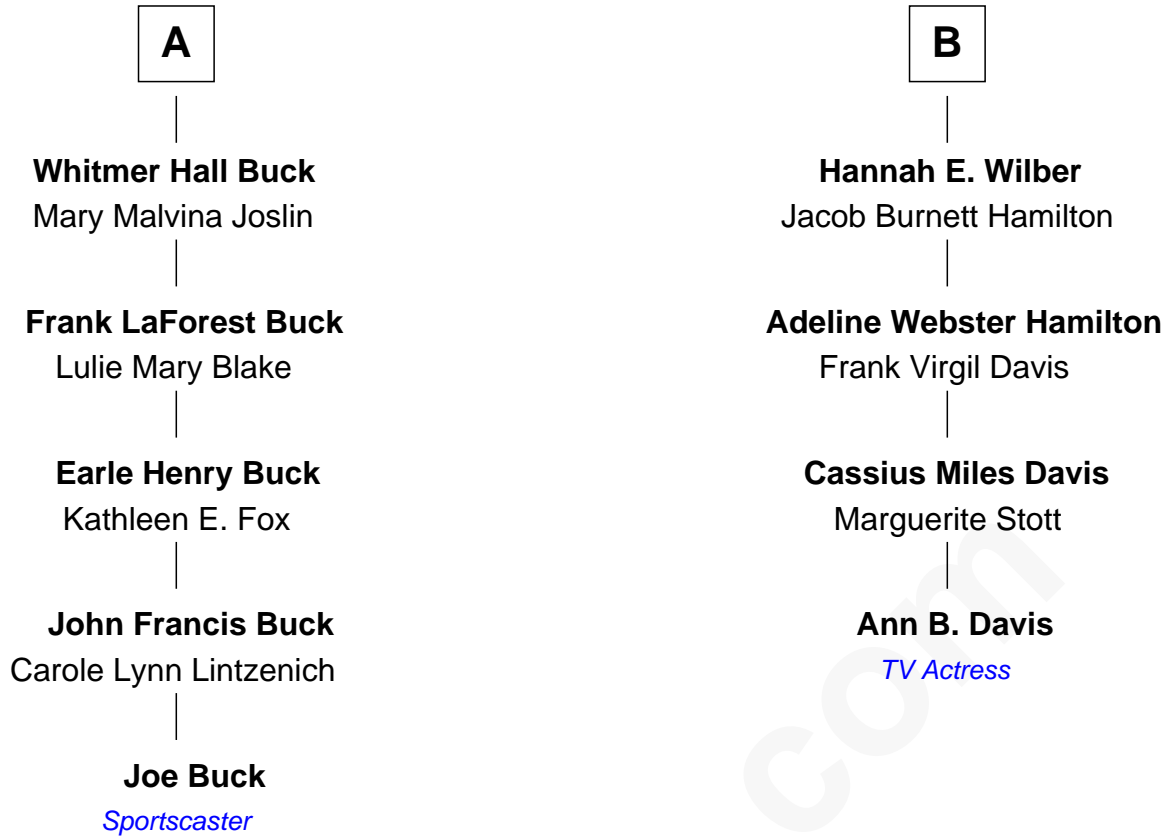 A
Whitmer Hall Buck
Mary Malvina Joslin
Frank LaForest Buck
Lulie Mary Blake
Earle Henry Buck
Kathleen E. Fox
John Francis Buck
Carole Lynn Lintzenich
Joe Buck
Sportscaster
B
Hannah E. Wilber
Jacob Burnett Hamilton
Adeline Webster Hamilton
Frank Virgil Davis
Cassius Miles Davis
Marguerite Stott
Ann B. Davis
TV Actress
com